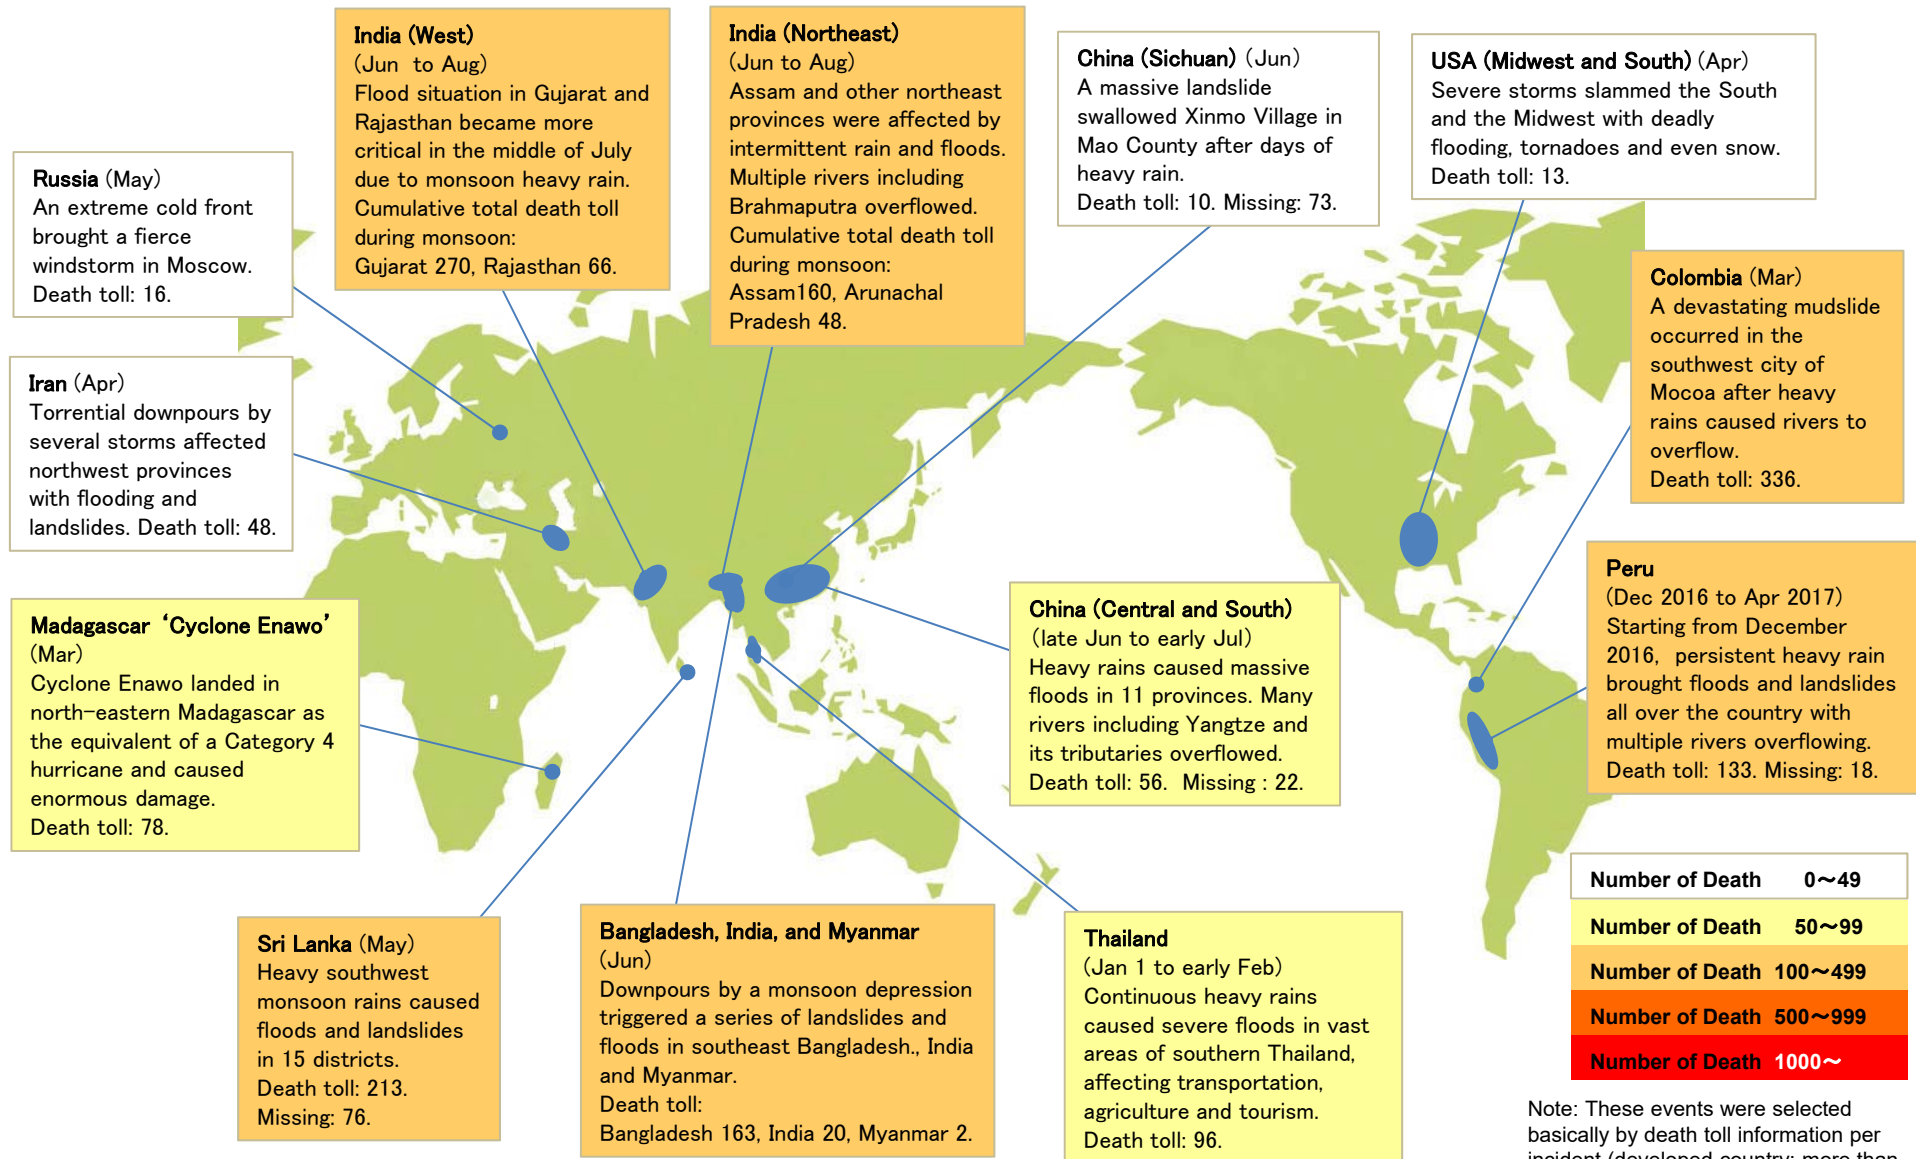 India (West)
(Jun to Aug)
Flood situation in Gujarat and
Rajasthan became more
critical in the middle of July
due to monsoon heavy rain.
Cumulative total death toll
during monsoon:
Gujarat 270, Rajasthan 66.
India (Northeast)
(Jun to Aug)
Assam and other northeast
provinces were affected by
intermittent rain and floods.
Multiple rivers including
Brahmaputra overflowed.
Cumulative total death toll
during monsoon:
Assam160, Arunachal
Pradesh 48.
China (Sichuan) (Jun)
A massive landslide
swallowed Xinmo Village in
Mao County after days of
heavy rain.
Death toll: 10. Missing: 73.
USA (Midwest and South) (Apr)
Severe storms slammed the South
and the Midwest with deadly
flooding, tornadoes and even snow.
Death toll: 13.
Russia (May)
An extreme cold front
brought a fierce
windstorm in Moscow.
Death toll: 16.
Colombia (Mar)
A devastating mudslide
occurred in the
southwest city of
Mocoa after heavy
rains caused rivers to
overflow.
Death toll: 336.
Iran (Apr)
Torrential downpours by
several storms affected
northwest provinces
with flooding and
landslides. Death toll: 48.
Peru
(Dec 2016 to Apr 2017)
Starting from December
2016, persistent heavy rain
brought floods and landslides
all over the country with
multiple rivers overflowing.
Death toll: 133. Missing: 18.
Madagascar ‘Cyclone Enawo’
(Mar)
Cyclone Enawo landed in
north-eastern Madagascar as
the equivalent of a Category 4
hurricane and caused
enormous damage.
Death toll: 78.
China (Central and South)
(late Jun to early Jul)
Heavy rains caused massive
floods in 11 provinces. Many
rivers including Yangtze and
its tributaries overflowed.
Death toll: 56. Missing : 22.
Sri Lanka (May)
Heavy southwest
monsoon rains caused
floods and landslides
in 15 districts.
Death toll: 213.
Missing: 76.
Bangladesh, India, and Myanmar
(Jun)
Downpours by a monsoon depression
triggered a series of landslides and
floods in southeast Bangladesh., India
and Myanmar.
Death toll:
Bangladesh 163, India 20, Myanmar 2.
Thailand
(Jan 1 to early Feb)
Continuous heavy rains
caused severe floods in vast
areas of southern Thailand,
affecting transportation,
agriculture and tourism.
Death toll: 96.
Number of Death 0～49
Number of Death 50～99
Number of Death 100～499
Number of Death 500～999
Number of Death 1000～
Note: These events were selected
basically by death toll information per
incident (developed country: more than